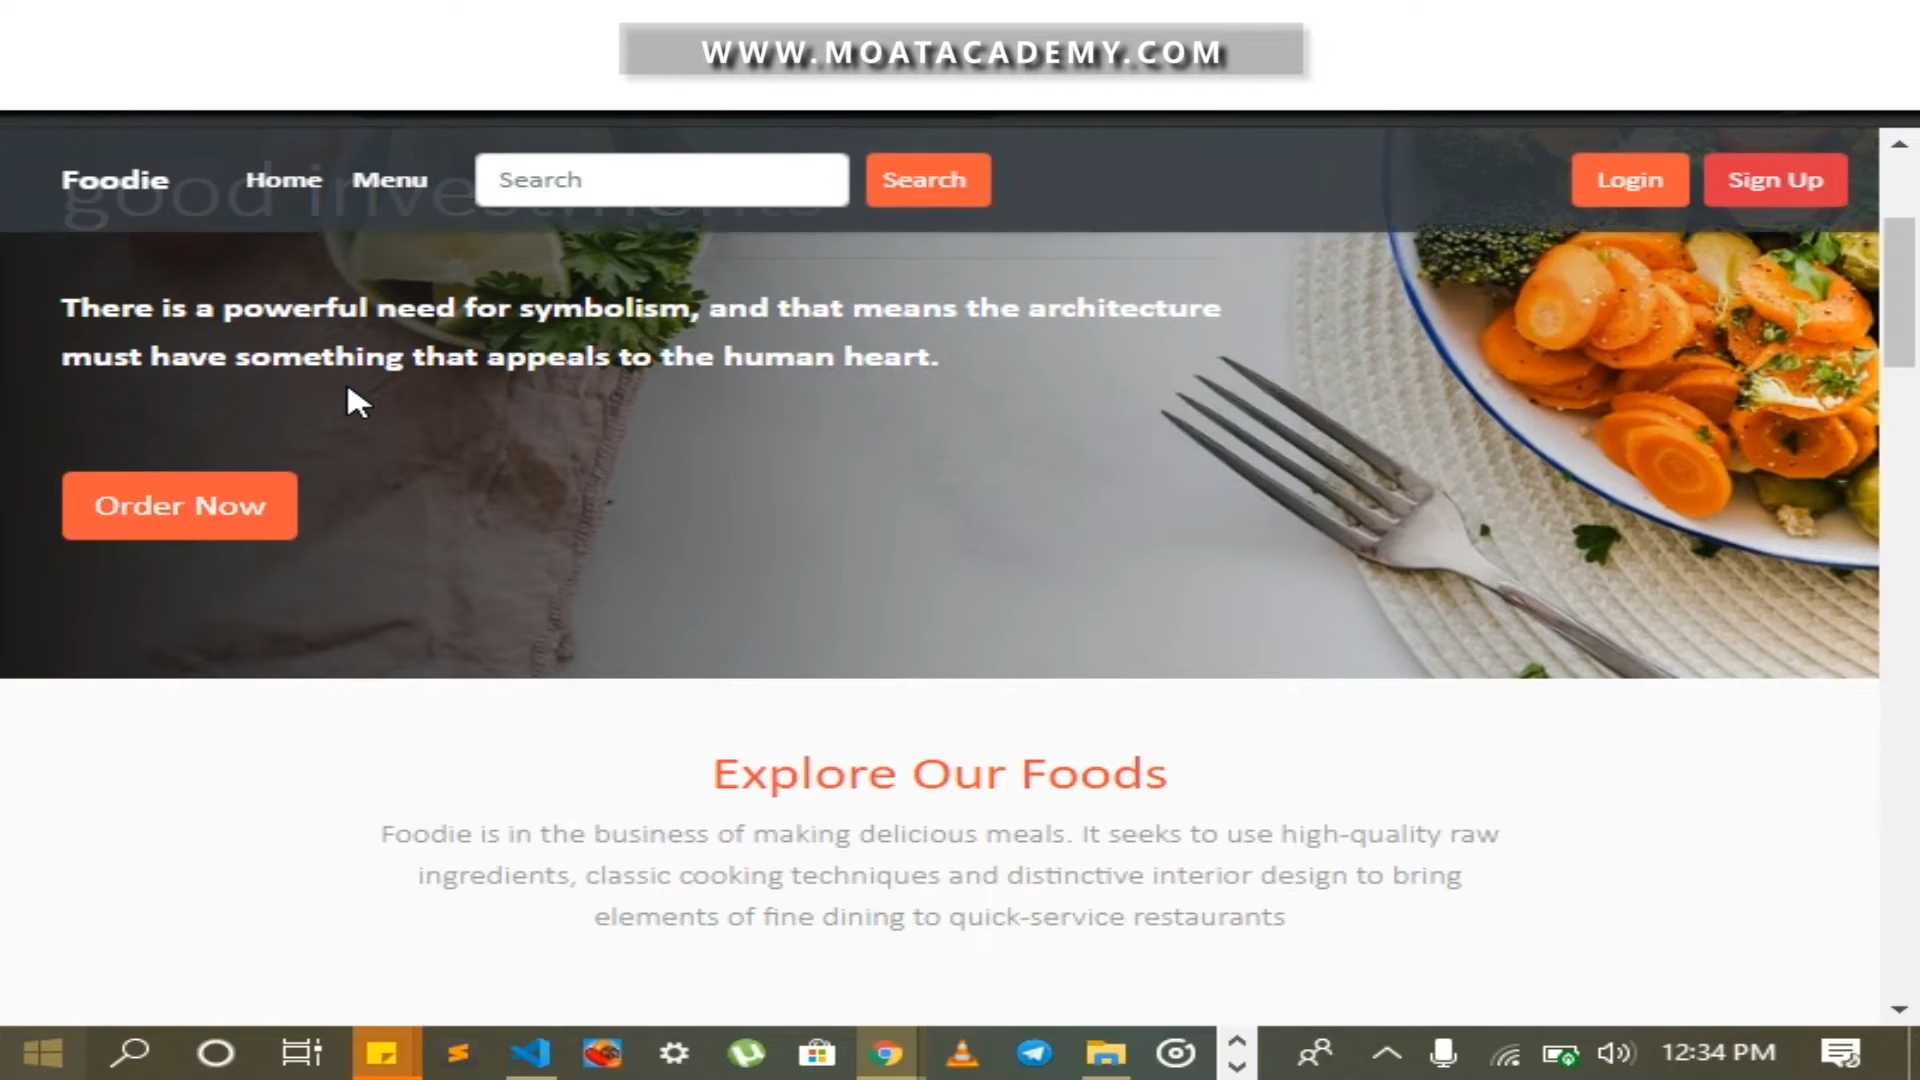 WWW.MOATACADEMY.COM
Foodie Home Menu Search Search Login Sign Up
good investments
There is a powerful need for symbolism, and that means the architecture
must have something that appeals to the human heart.
Order Now
Explore Our Foods
Foodie is in the business of making delicious meals. It seeks to use high-quality raw
ingredients, classic cooking techniques and distinctive interior design to bring
elements of fine dining to quick-service restaurants
12:34 PM